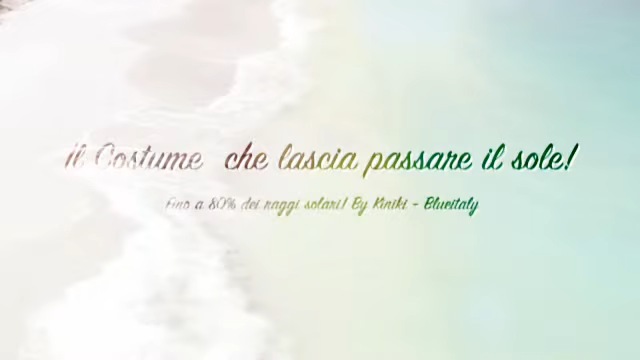 il Costume che lascia passare il sole!
Fino a 80% dei raggi solari! By Kiniki - Blueitaly